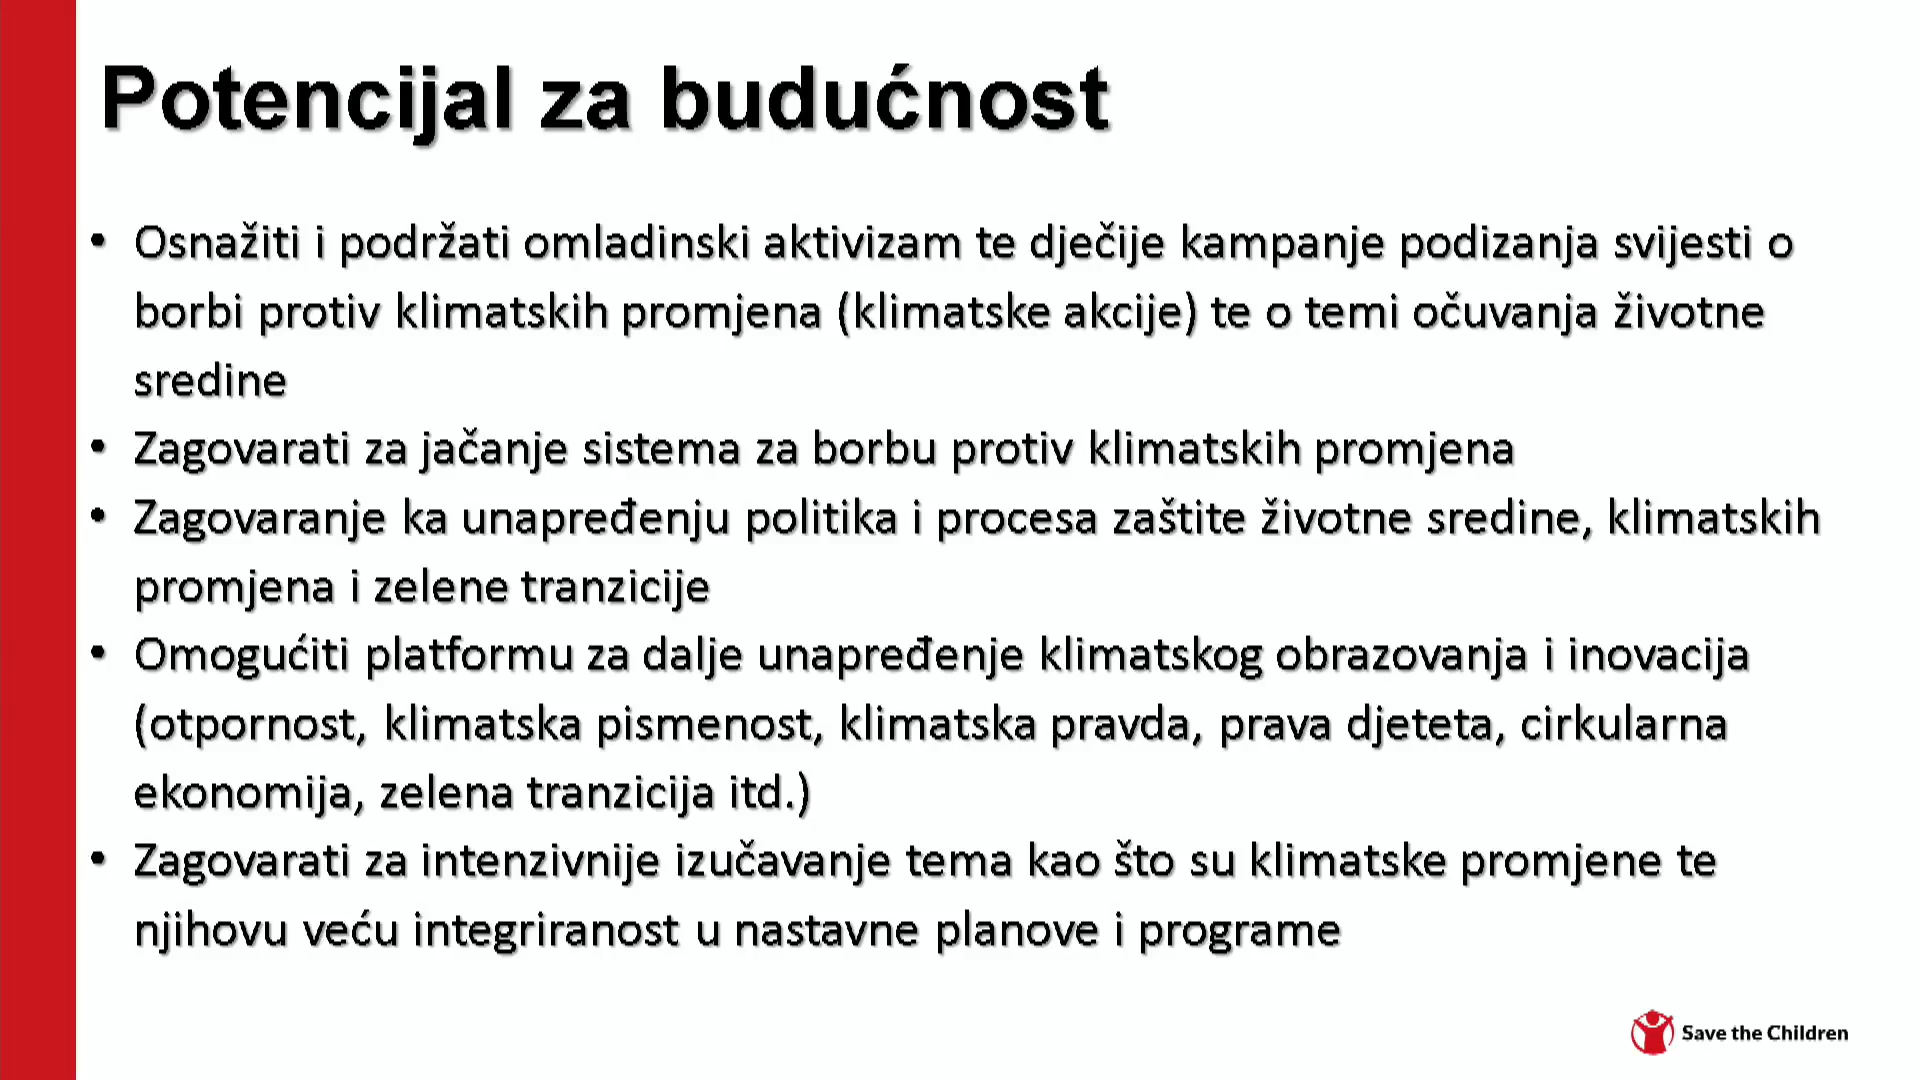 Potencijal za budućnost
• Osnažiti i podržati omladinski aktivizam te dječije kampanje podizanja svijesti o
borbi protiv klimatskih promjena (klimatske akcije) te o temi očuvanja životne
sredine
• Zagovarati za jačanje sistema za borbu protiv klimatskih promjena
• Zagovaranje ka unapređenju politika i procesa zaštite životne sredine, klimatskih
promjena i zelene tranzicije
• Omogućiti platformu za dalje unapređenje klimatskog obrazovanja i inovacija
(otpornost, klimatska pismenost, klimatska pravda, prava djeteta, cirkularna
ekonomija, zelena tranzicija itd.)
• Zagovarati za intenzivnije izučavanje tema kao što su klimatske promjene te
njihovu veću integriranost u nastavne planove i programe
Save the Children